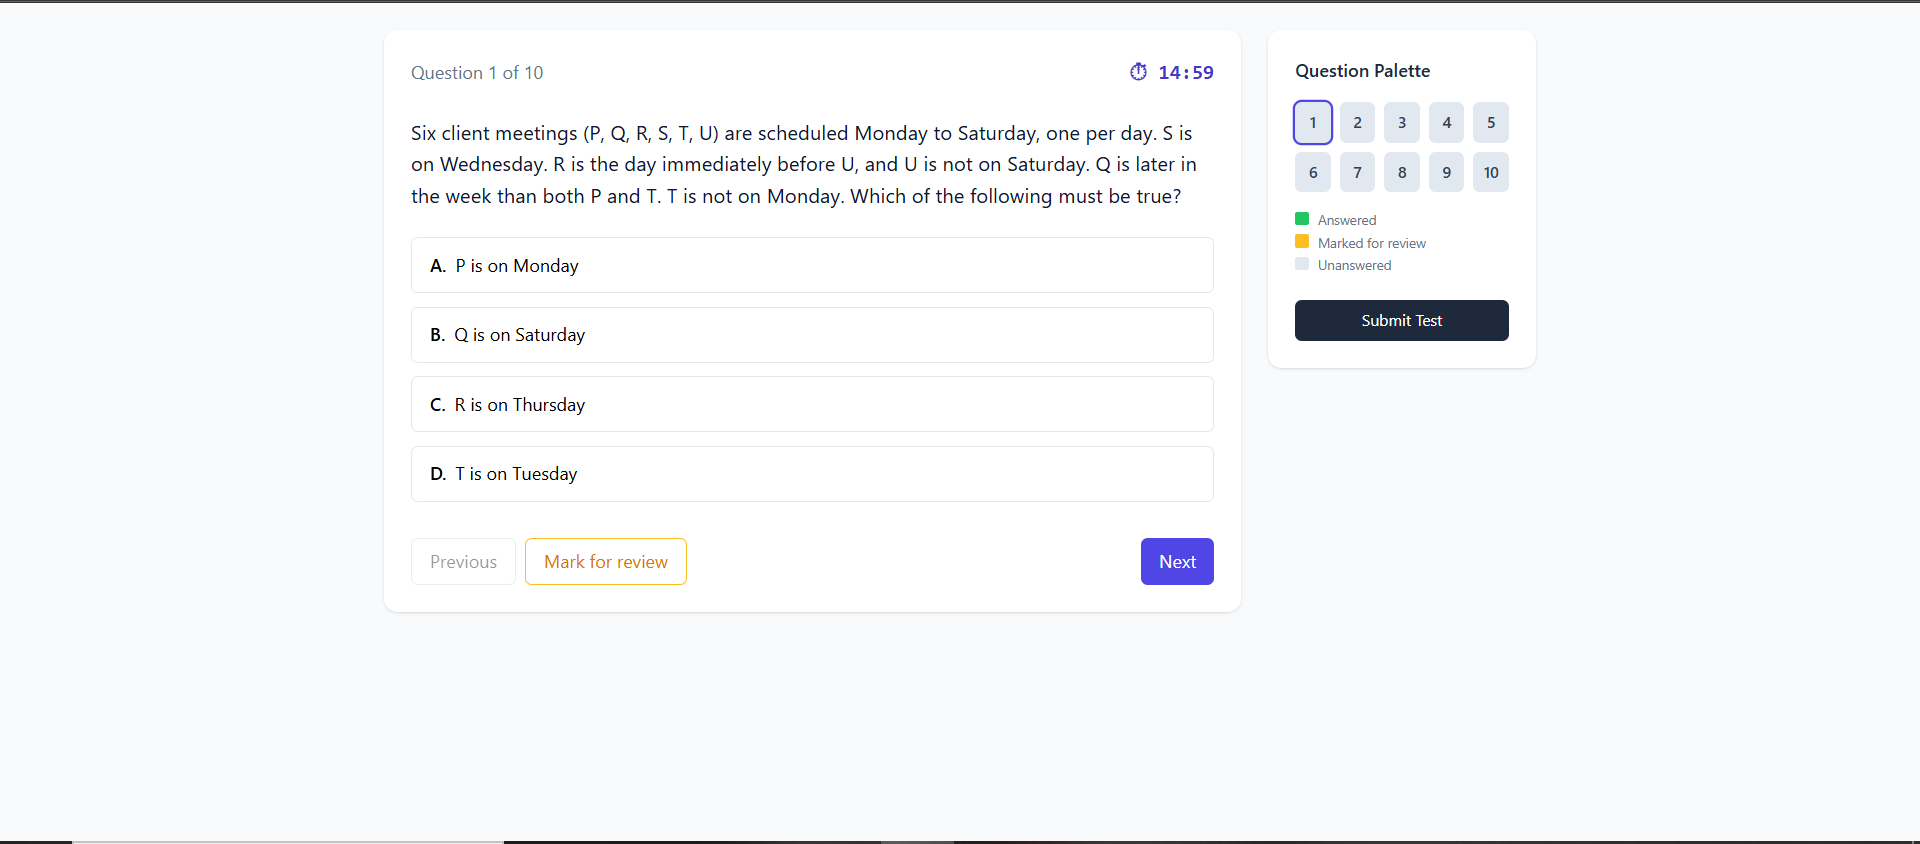 Question 1 of 10
14:59
Six client meetings (P, Q, R, S, T, U) are scheduled Monday to Saturday, one per day. S is
on Wednesday. R is the day immediately before U, and U is not on Saturday. Q is later in
the week than both P and T. T is not on Monday. Which of the following must be true?
A. P is on Monday
B. Q is on Saturday
C. R is on Thursday
D. T is on Tuesday
Previous
Mark for review
Next
Question Palette
1 2 3 4 5
6 7 8 9 10
Answered
Marked for review
Unanswered
Submit Test